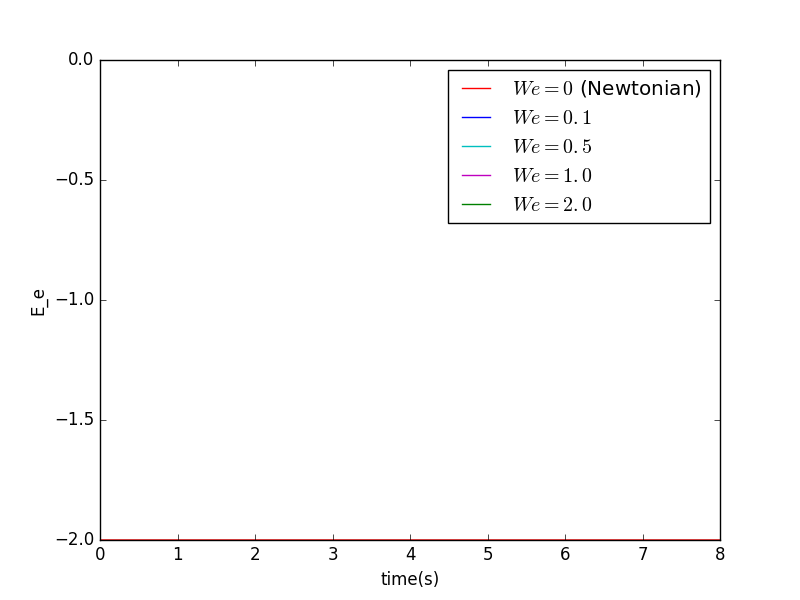 0.0
We = 0 (Newtonian)
We = 0.1
We = 0.5
We = 1.0
We = 2.0
−0.5
−1.0
−1.5
−2.0
E_e
0 1 2 3 4 5 6 7 8
time(s)